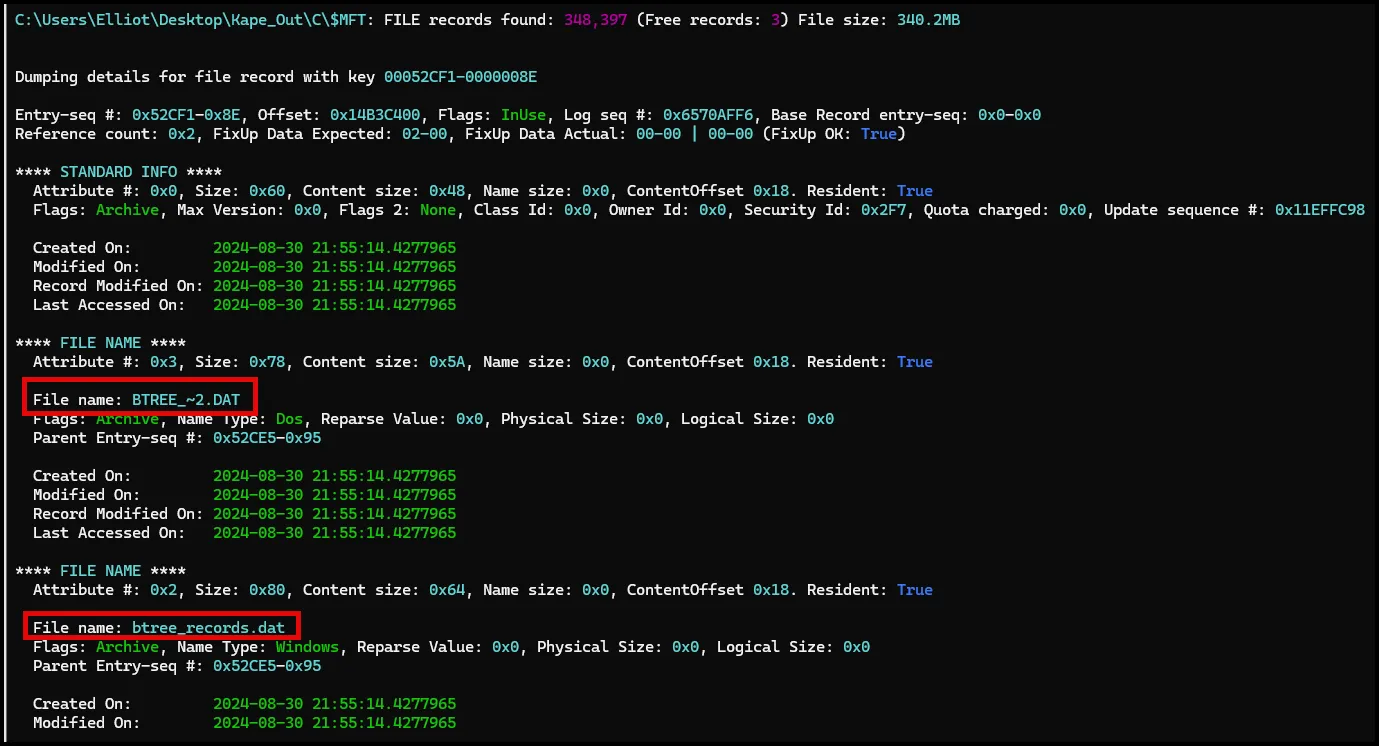 C:\Users\Elliot\Desktop\Kape_Out\C\$MFT: FILE records found: 348,397 (Free records: 3) File size: 340.2MB
Dumping details for file record with key 00052CF1-0000008E
Entry-seq #: 0x52CF1-0x8E, Offset: 0x14B3C400, Flags: InUse, Log seq #: 0x6570AFF6, Base Record entry-seq: 0x0-0x0
Reference count: 0x2, FixUp Data Expected: 02-00, FixUp Data Actual: 00-00 | 00-00 (FixUp OK: True)
**** STANDARD INFO ****
Attribute #: 0x0, Size: 0x60, Content size: 0x48, Name size: 0x0, ContentOffset 0x18. Resident: True
Flags: Archive, Max Version: 0x0, Flags 2: None, Class Id: 0x0, Owner Id: 0x0, Security Id: 0x2F7, Quota charged: 0x0, Update sequence #: 0x11EFFC98
Created On: 2024-08-30 21:55:14.4277965
Modified On: 2024-08-30 21:55:14.4277965
Record Modified On: 2024-08-30 21:55:14.4277965
Last Accessed On: 2024-08-30 21:55:14.4277965
**** FILE NAME ****
Attribute #: 0x3, Size: 0x78, Content size: 0x5A, Name size: 0x0, ContentOffset 0x18. Resident: True
File name: BTREE_~2.DAT
Flags: Archive, Name Type: Dos, Reparse Value: 0x0, Physical Size: 0x0, Logical Size: 0x0
Parent Entry-seq #: 0x52CE5-0x95
Created On: 2024-08-30 21:55:14.4277965
Modified On: 2024-08-30 21:55:14.4277965
Record Modified On: 2024-08-30 21:55:14.4277965
Last Accessed On: 2024-08-30 21:55:14.4277965
**** FILE NAME ****
Attribute #: 0x2, Size: 0x80, Content size: 0x64, Name size: 0x0, ContentOffset 0x18. Resident: True
File name: btree_records.dat
Flags: Archive, Name Type: Windows, Reparse Value: 0x0, Physical Size: 0x0, Logical Size: 0x0
Parent Entry-seq #: 0x52CE5-0x95
Created On: 2024-08-30 21:55:14.4277965
Modified On: 2024-08-30 21:55:14.4277965